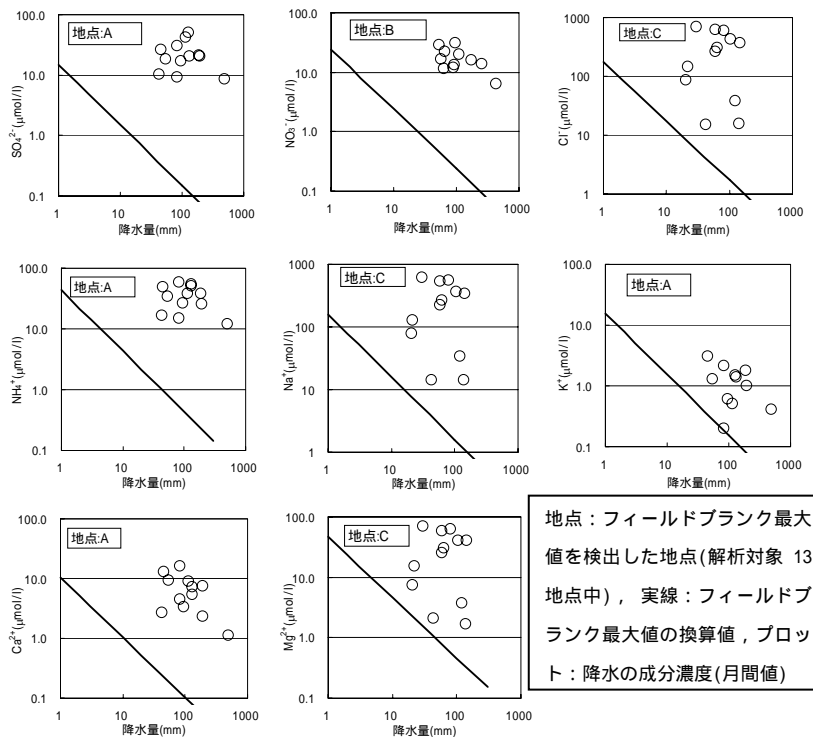 地点:A
100.0
10.0
1.0
0.1
SO₄²⁻(μmol/l)
1 10 100 1000
降水量(mm)
地点:B
100.0
10.0
1.0
0.1
NO₃⁻(μmol/l)
1 10 100 1000
降水量(mm)
地点:C
1000
100
10
1
Cl⁻(μmol/l)
1 10 100 1000
降水量(mm)
地点:A
100.0
10.0
1.0
0.1
NH₄⁺(μmol/l)
1 10 100 1000
降水量(mm)
地点:C
1000
100
10
1
Na⁺(μmol/l)
1 10 100 1000
降水量(mm)
地点:A
100.0
10.0
1.0
0.1
K⁺(μmol/l)
1 10 100 1000
降水量(mm)
地点:A
100.0
10.0
1.0
0.1
Ca²⁺(μmol/l)
1 10 100 1000
降水量(mm)
地点:C
100.0
10.0
1.0
0.1
Mg²⁺(μmol/l)
1 10 100 1000
降水量(mm)
地点：フィールドブランク最大
値を検出した地点(解析対象 13
地点中)，実線：フィールドブ
ランク最大値の換算値，プロッ
ト：降水の成分濃度(月間値)